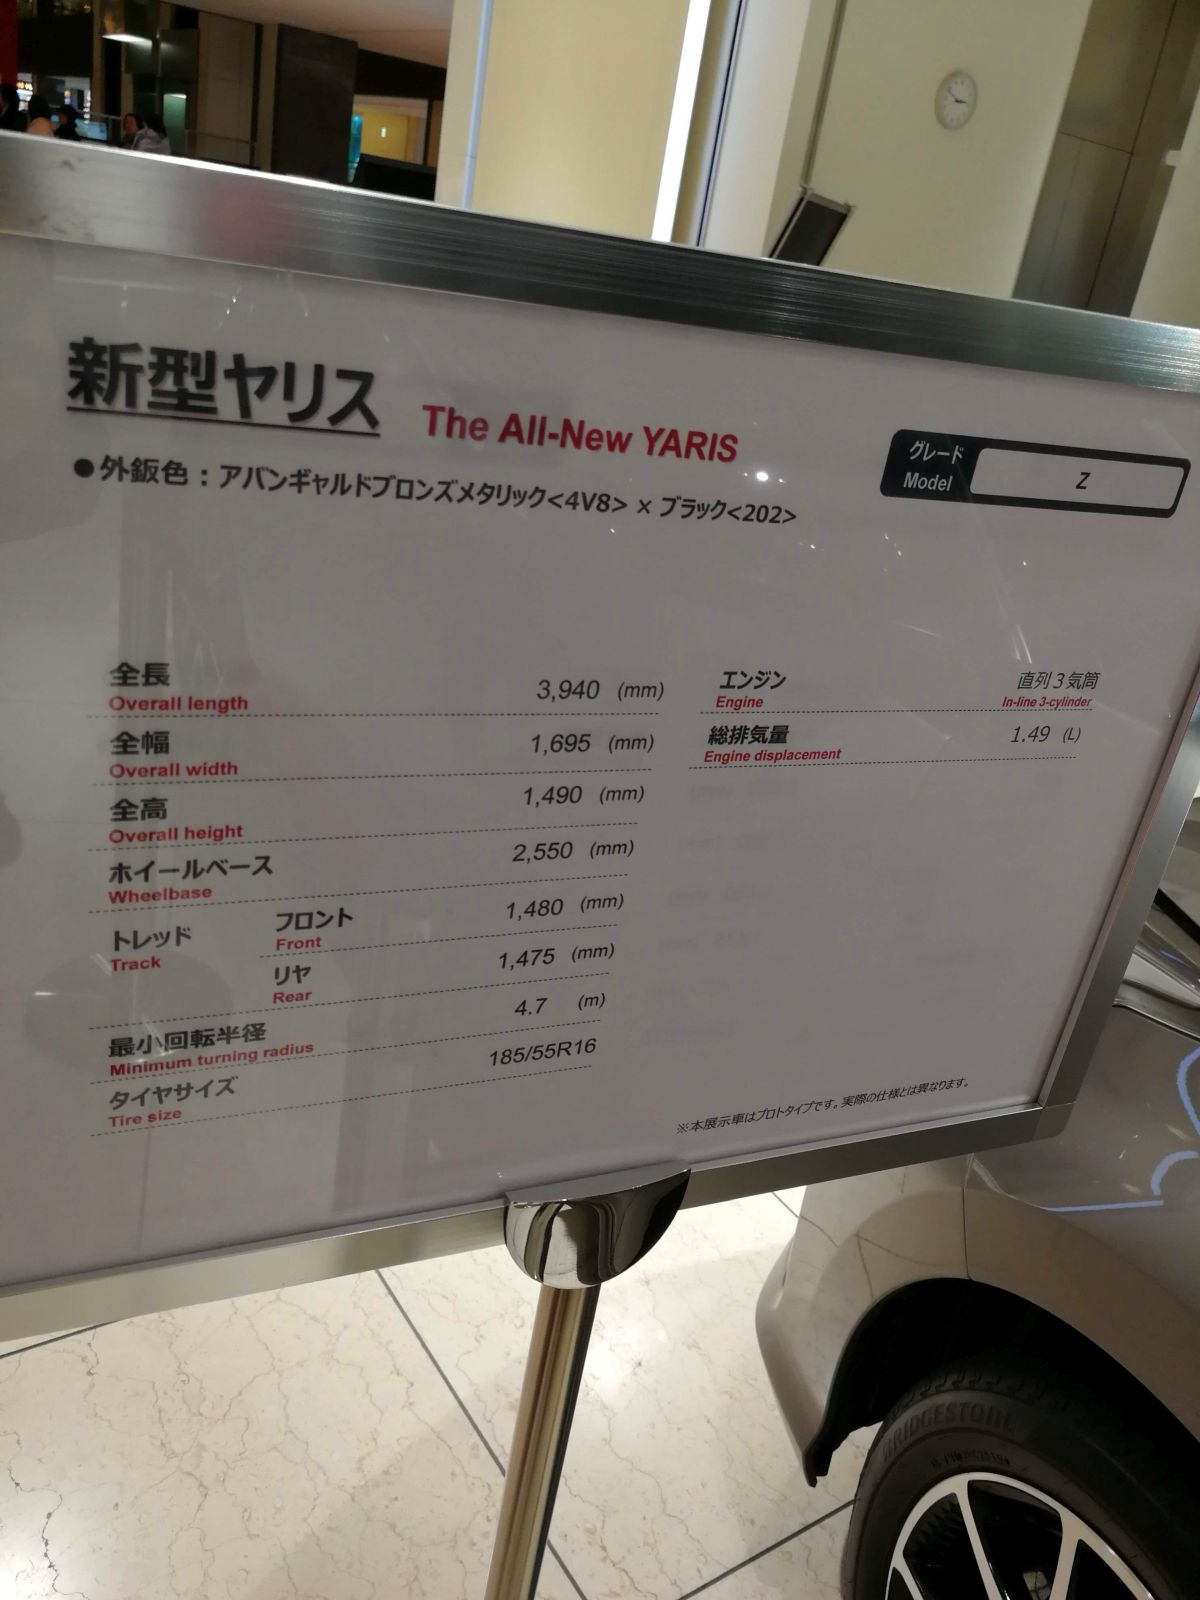 新型ヤリス The All-New YARIS
グレード
Model Z
●外鈑色：アバンギャルドブロンズメタリック<4V8> × ブラック<202>
全長 3,940 (mm)
Overall length
全幅 1,695 (mm)
Overall width
全高 1,490 (mm)
Overall height
ホイールベース 2,550 (mm)
Wheelbase
トレッド フロント 1,480 (mm)
Track Front
リヤ 1,475 (mm)
Rear
最小回転半径 4.7 (m)
Minimum turning radius
タイヤサイズ 185/55R16
Tire size
エンジン 直列３気筒
Engine In-line 3-cylinder
総排気量 1.49 (L)
Engine displacement
※本展示車はプロトタイプです。実際の仕様とは異なります。
BRIDGESTONE